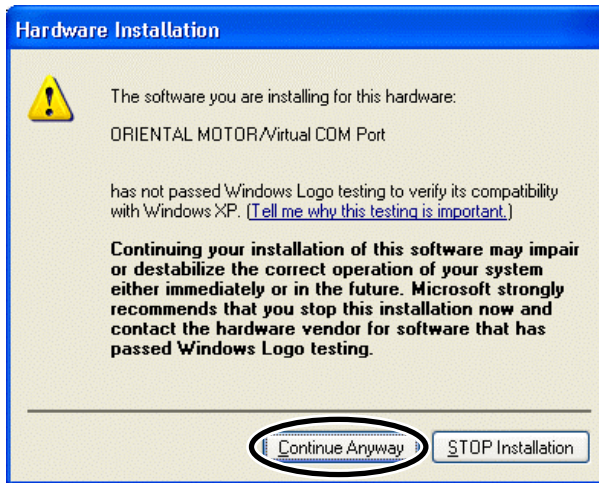 Hardware Installation
The software you are installing for this hardware:
ORIENTAL MOTOR/Virtual COM Port
has not passed Windows Logo testing to verify its compatibility
with Windows XP. (Tell me why this testing is important.)
Continuing your installation of this software may impair
or destabilize the correct operation of your system
either immediately or in the future. Microsoft strongly
recommends that you stop this installation now and
contact the hardware vendor for software that has
passed Windows Logo testing.
Continue Anyway STOP Installation